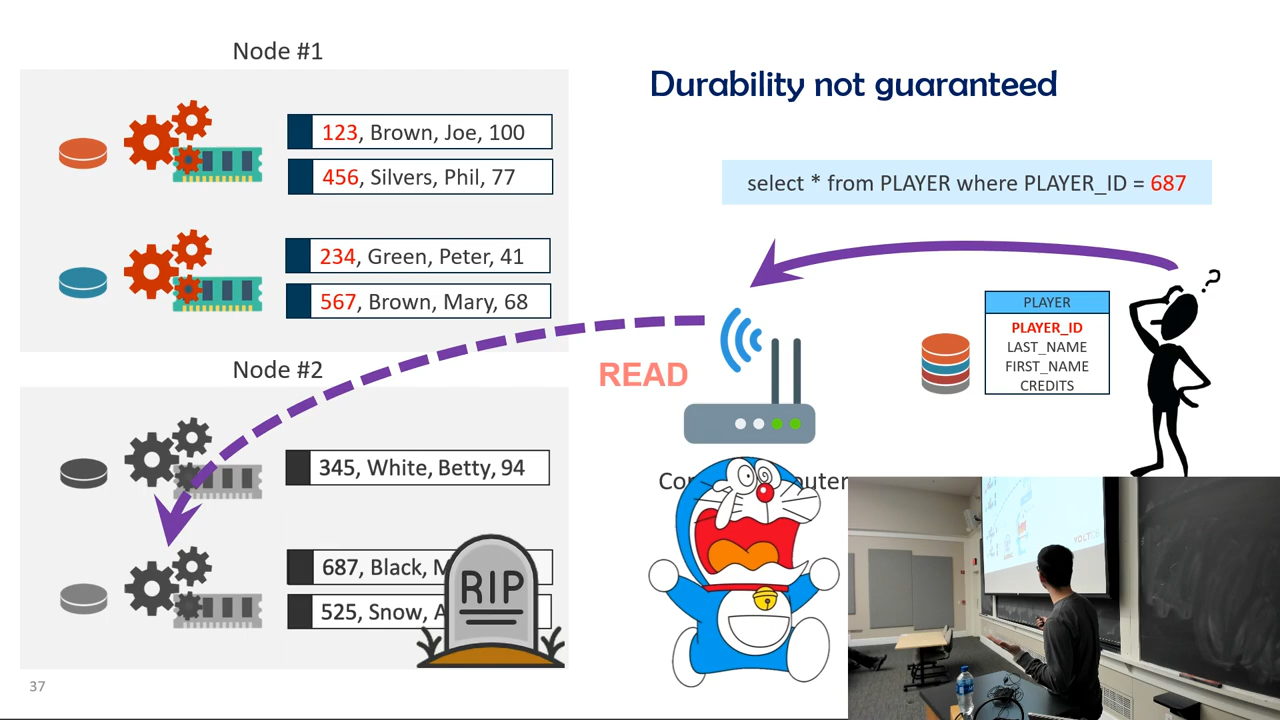 Node #1
Durability not guaranteed
123, Brown, Joe, 100
456, Silvers, Phil, 77
select * from PLAYER where PLAYER_ID = 687
234, Green, Peter, 41
567, Brown, Mary, 68
?
PLAYER
PLAYER_ID
LAST_NAME
FIRST_NAME
CREDITS
Node #2
READ
345, White, Betty, 94
687, Black, M
525, Snow, A
RIP
VOLT
37